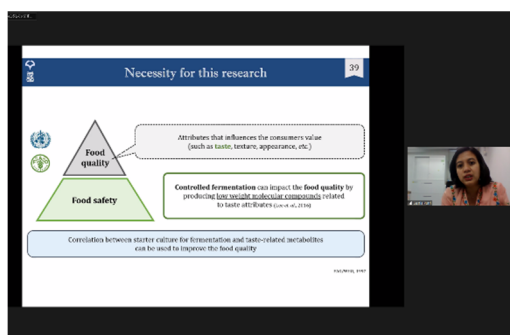 Necessity for this research
39
Food
quality
Attributes that influences the consumers value
(such as taste, texture, appearance, etc.)
Food safety
Controlled fermentation can impact the food quality by
producing low weight molecular compounds related
to taste attributes
Correlation between starter culture for fermentation and taste-related metabolites
can be used to improve the food quality